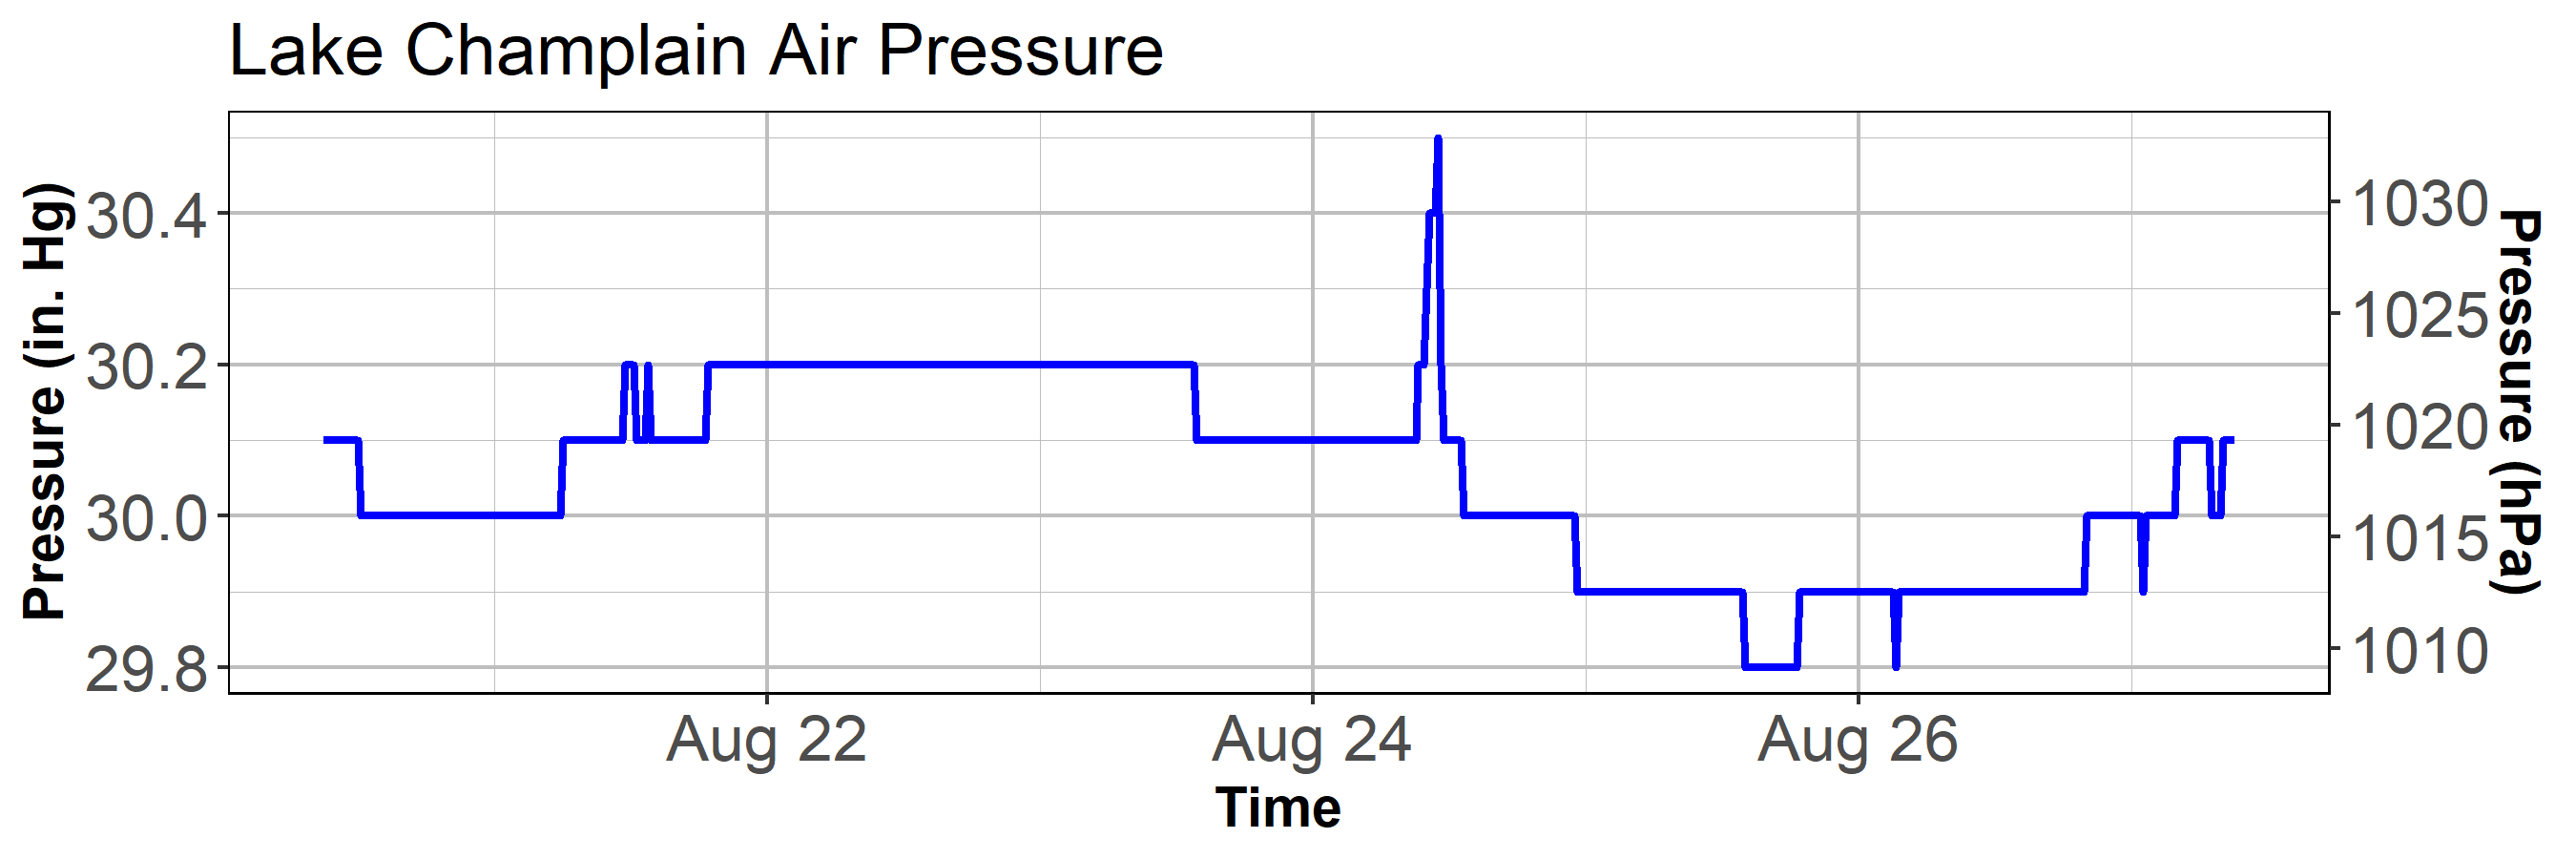 Lake Champlain Air Pressure
Pressure (in. Hg)
30.4
30.2
30.0
29.8
1030
1025
1020
1015
1010
Pressure (hPa)
Aug 22 Aug 24 Aug 26
Time